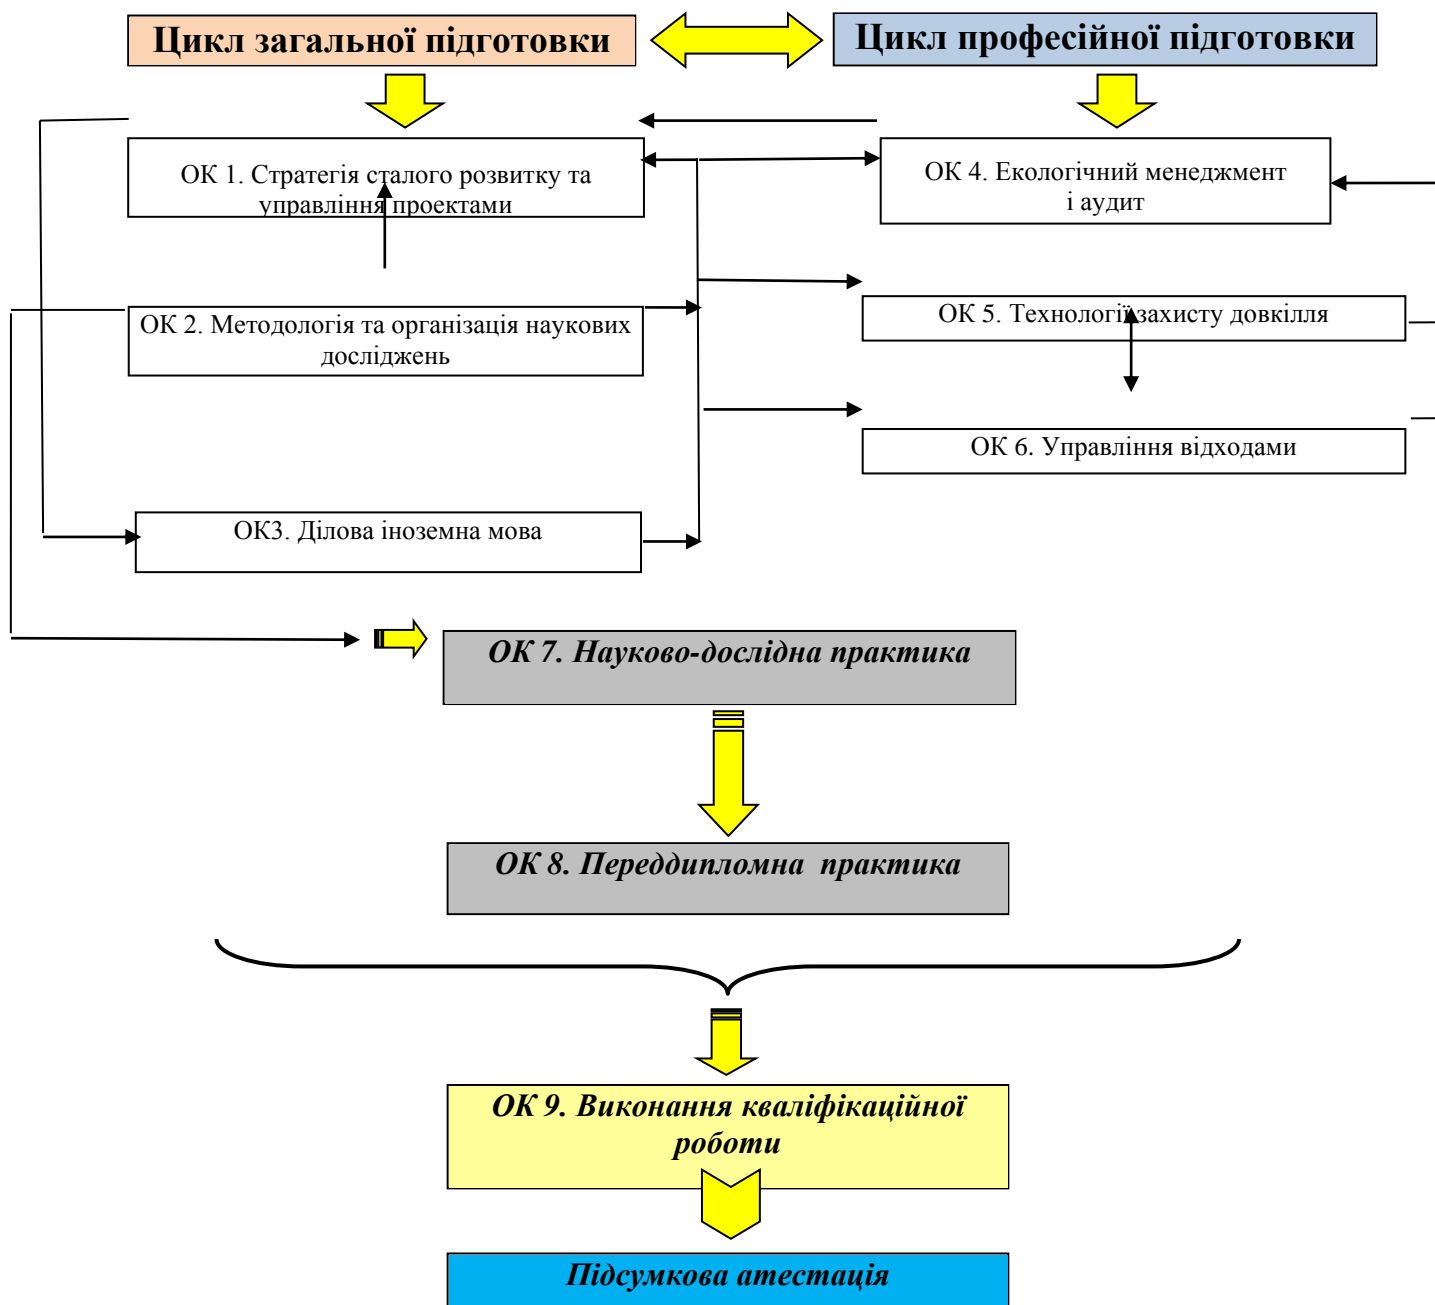 Цикл загальної підготовки
Цикл професійної підготовки
ОК 1. Стратегія сталого розвитку та
управління проектами
ОК 4. Екологічний менеджмент
і аудит
ОК 2. Методологія та організація наукових
досліджень
ОК 5. Технології захисту довкілля
ОК 6. Управління відходами
ОК3. Ділова іноземна мова
ОК 7. Науково-дослідна практика
ОК 8. Переддипломна практика
ОК 9. Виконання кваліфікаційної
роботи
Підсумкова атестація